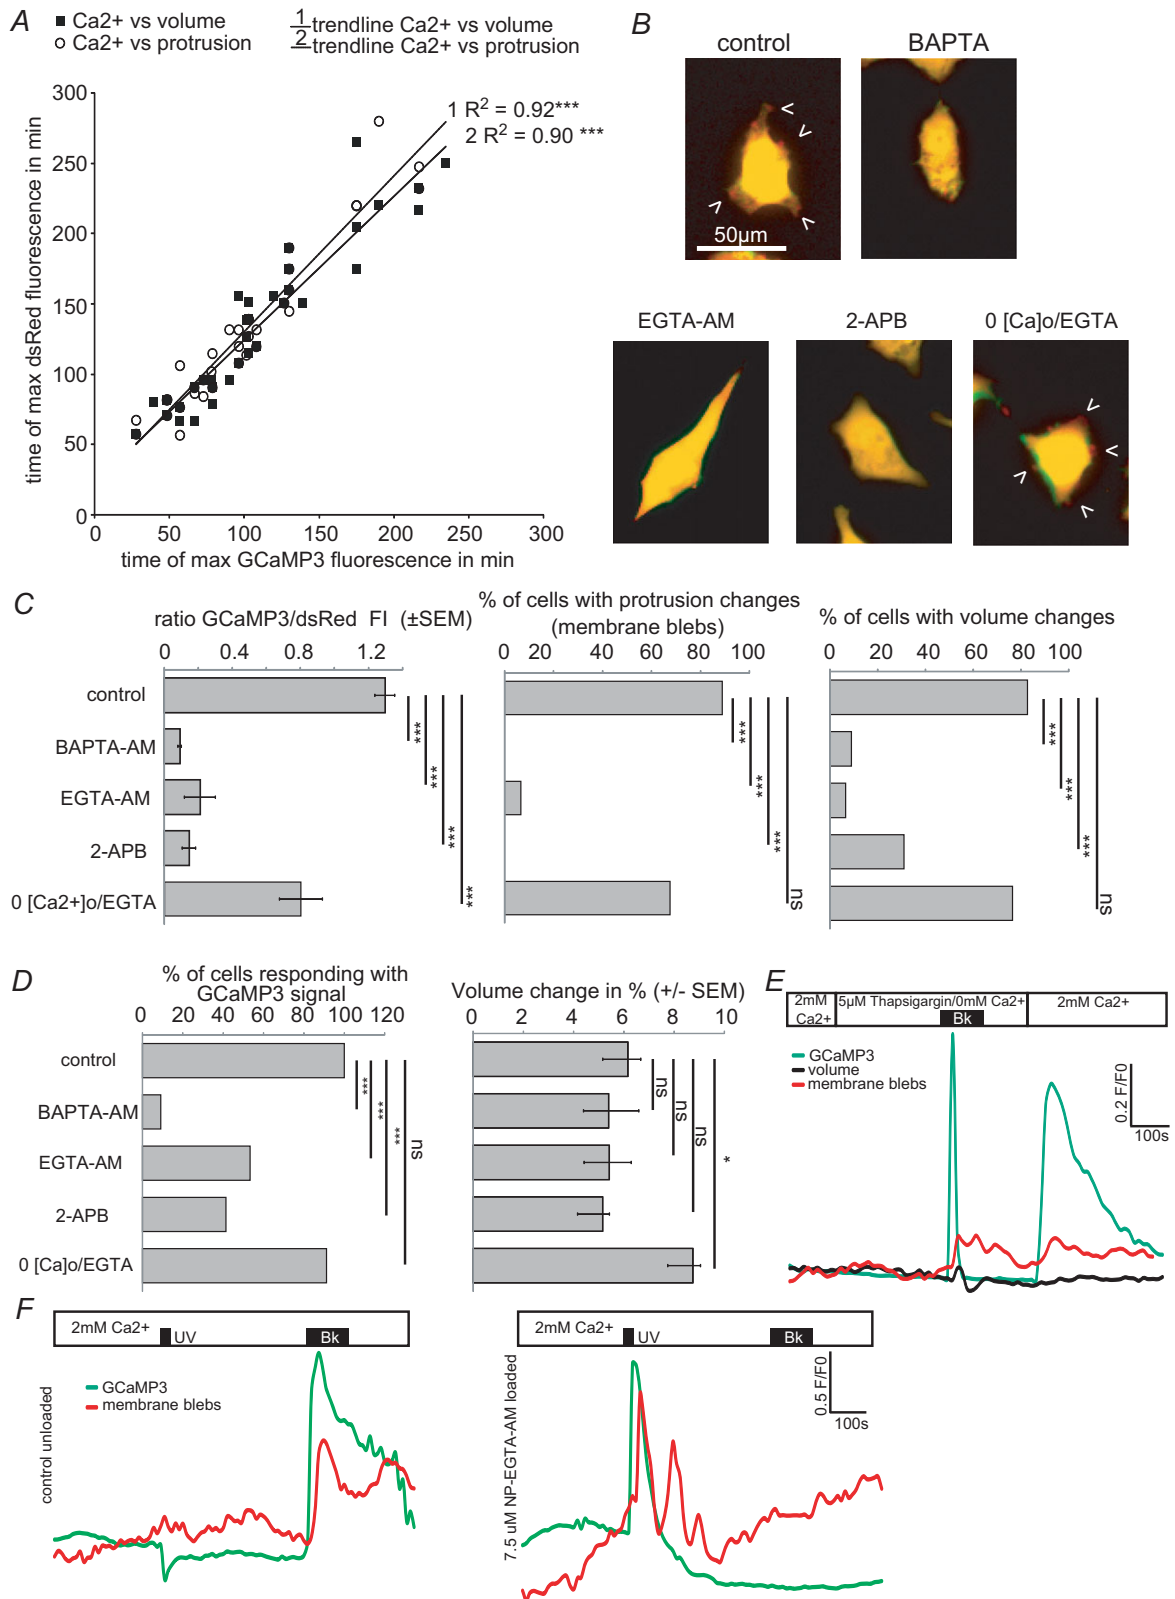 A
Ca2+ vs volume
Ca2+ vs protrusion
1 trendline Ca2+ vs volume
2 trendline Ca2+ vs protrusion
1 R2 = 0.92***
2 R2 = 0.90 ***
time of max dsRed fluorescence in min
300
250
200
150
100
50
0
0 50 100 150 200 250 300
time of max GCaMP3 fluorescence in min
B
control
BAPTA
50µm
EGTA-AM
2-APB
0 [Ca]o/EGTA
C
ratio GCaMP3/dsRed FI (±SEM)
0 0.4 0.8 1.2
% of cells with protrusion changes
(membrane blebs)
0 20 40 60 80 100
% of cells with volume changes
0 20 40 60 80 100
control
BAPTA-AM
EGTA-AM
2-APB
0 [Ca2+]o/EGTA
***
***
***
***
***
***
***
ns
***
***
***
ns
D
% of cells responding with
GCaMP3 signal
0 20 40 60 80 100 120
Volume change in % (+/- SEM)
0 2 4 6 8 10
control
BAPTA-AM
EGTA-AM
2-APB
0 [Ca]o/EGTA
***
***
***
ns
ns
ns
ns
*
E
2mM
Ca2+
5µM Thapsigargin/0mM Ca2+
2mM Ca2+
Bk
GCaMP3
volume
membrane blebs
0.2 F/F0
100s
F
2mM Ca2+
UV
Bk
control unloaded
GCaMP3
membrane blebs
2mM Ca2+
UV
Bk
7.5 uM NP-EGTA-AM loaded
0.5 F/F0
100s